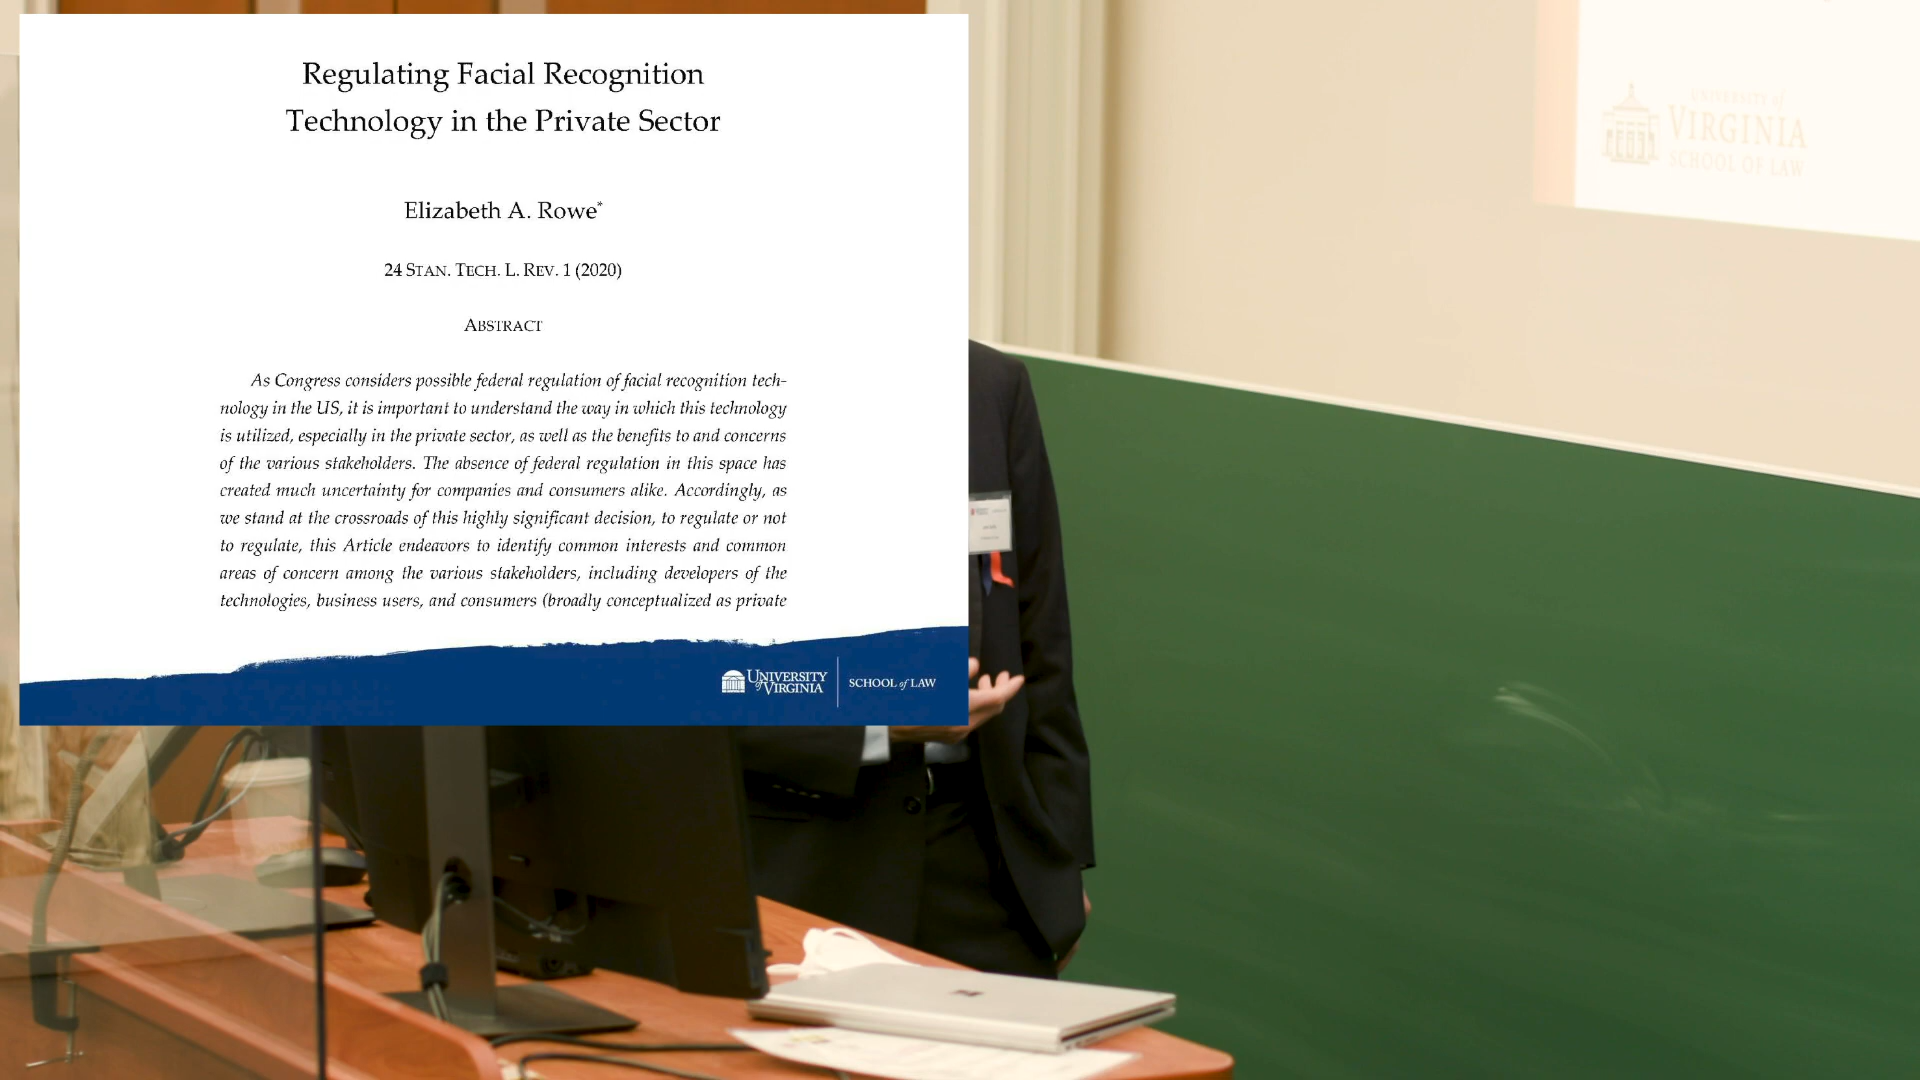 Regulating Facial Recognition
Technology in the Private Sector
Elizabeth A. Rowe*
24 STAN. TECH. L. REV. 1 (2020)
ABSTRACT
As Congress considers possible federal regulation of facial recognition tech-
nology in the US, it is important to understand the way in which this technology
is utilized, especially in the private sector, as well as the benefits to and concerns
of the various stakeholders. The absence of federal regulation in this space has
created much uncertainty for companies and consumers alike. Accordingly, as
we stand at the crossroads of this highly significant decision, to regulate or not
to regulate, this Article endeavors to identify common interests and common
areas of concern among the various stakeholders, including developers of the
technologies, business users, and consumers (broadly conceptualized as private
UNIVERSITY
of VIRGINIA
SCHOOL of LAW
UNIVERSITY of
VIRGINIA
SCHOOL OF LAW